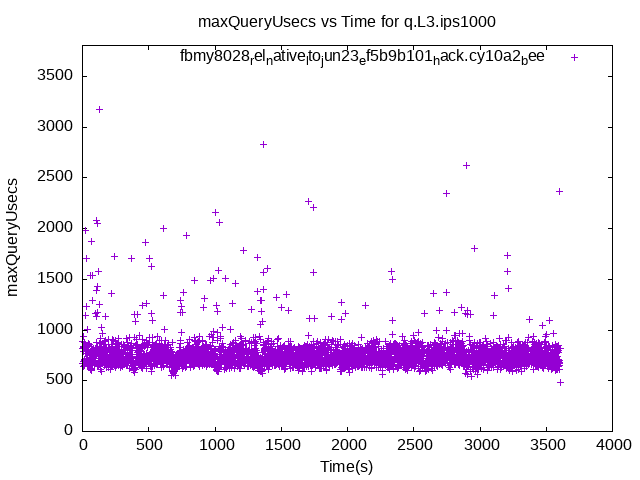 maxQueryUsecs vs Time for q.L3.ips1000
fbmy8028relnativeltojun23ef5b9b101hack.cy10a2bee
3500
3000
2500
2000
1500
1000
500
0
maxQueryUsecs
0 500 1000 1500 2000 2500 3000 3500 4000
Time(s)